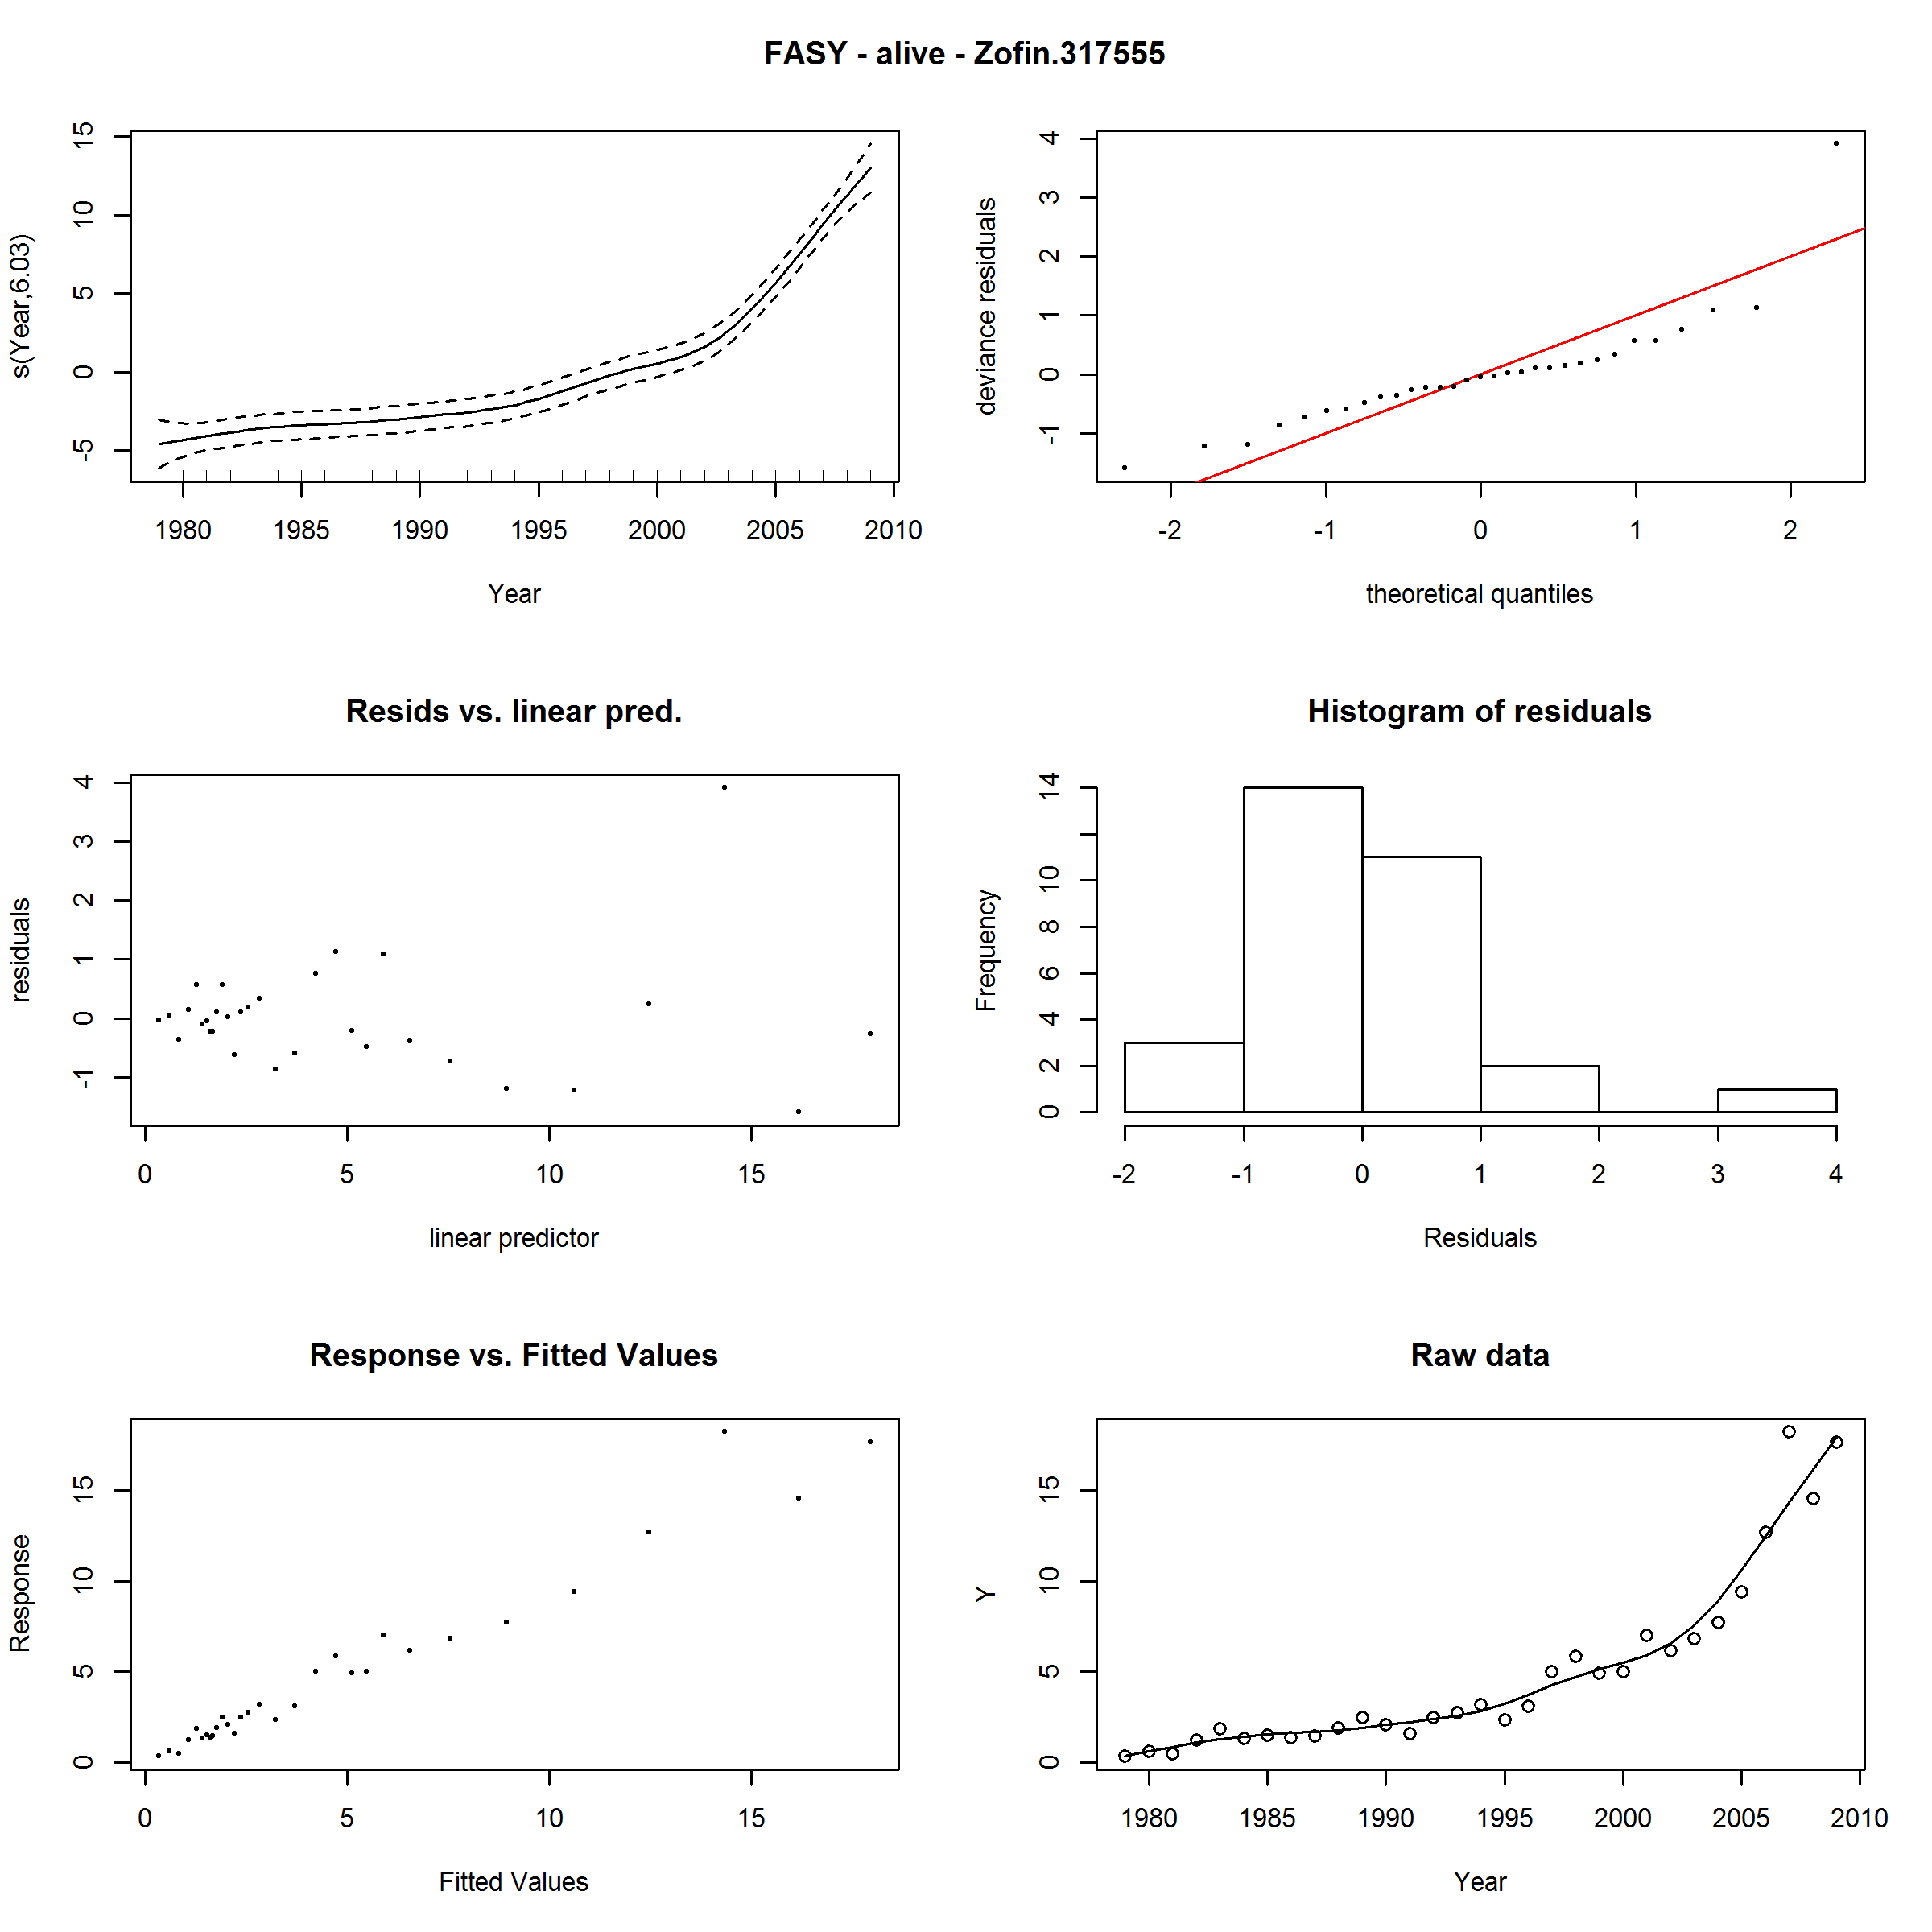 FASY - alive - Zofin.317555
s(Year,6.03)
-5 0 5 10 15
1980 1985 1990 1995 2000 2005 2010
Year
deviance residuals
-1 0 1 2 3 4
-2 -1 0 1 2
theoretical quantiles
Resids vs. linear pred.
residuals
-1 0 1 2 3 4
0 5 10 15
linear predictor
Histogram of residuals
Frequency
0 2 4 6 8 10 14
-2 -1 0 1 2 3 4
Residuals
Response vs. Fitted Values
Response
0 5 10 15
0 5 10 15
Fitted Values
Raw data
Y
0 5 10 15
1980 1985 1990 1995 2000 2005 2010
Year